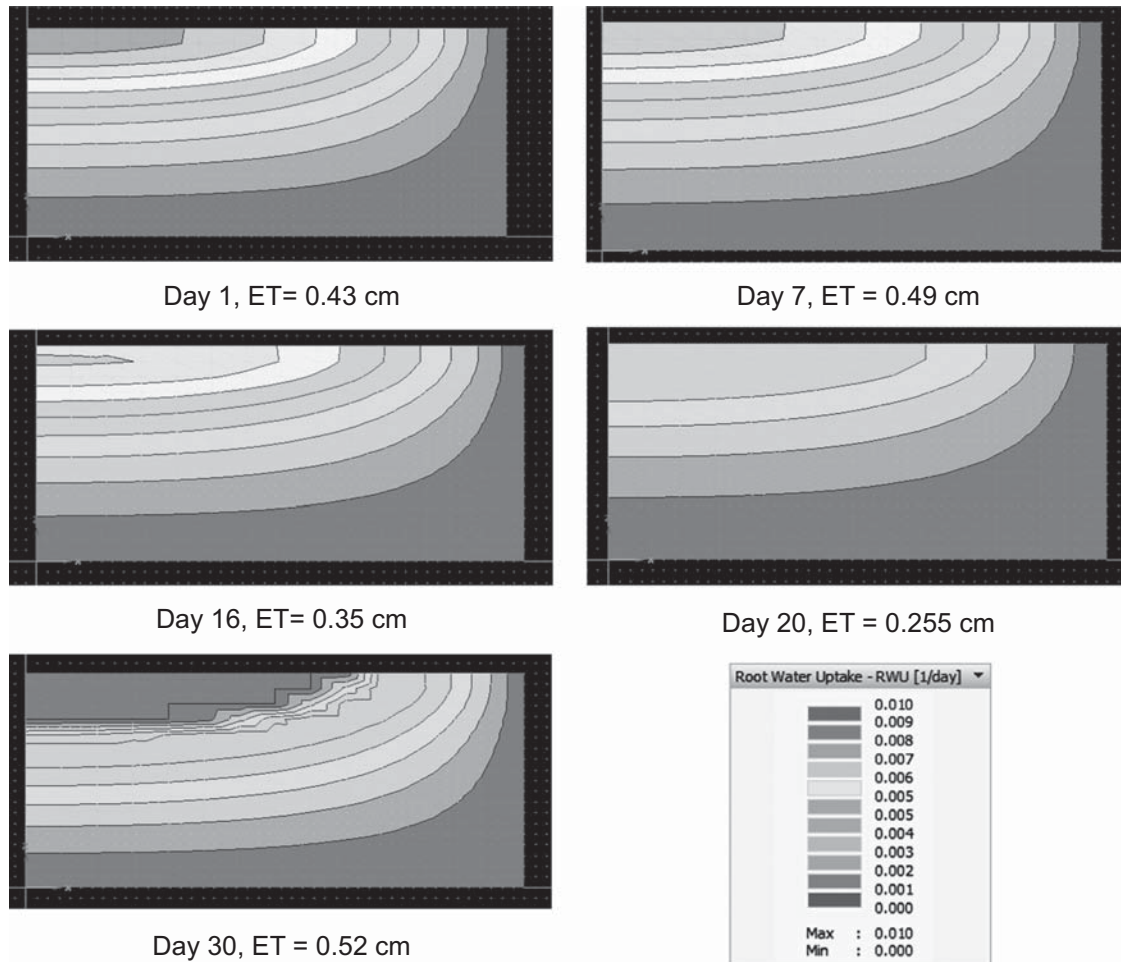 Day 1, ET= 0.43 cm
Day 7, ET = 0.49 cm
Day 16, ET= 0.35 cm
Day 20, ET = 0.255 cm
Day 30, ET = 0.52 cm
Root Water Uptake - RWU [1/day]
0.010
0.009
0.008
0.007
0.006
0.005
0.005
0.004
0.003
0.002
0.001
0.000
Max : 0.010
Min : 0.000